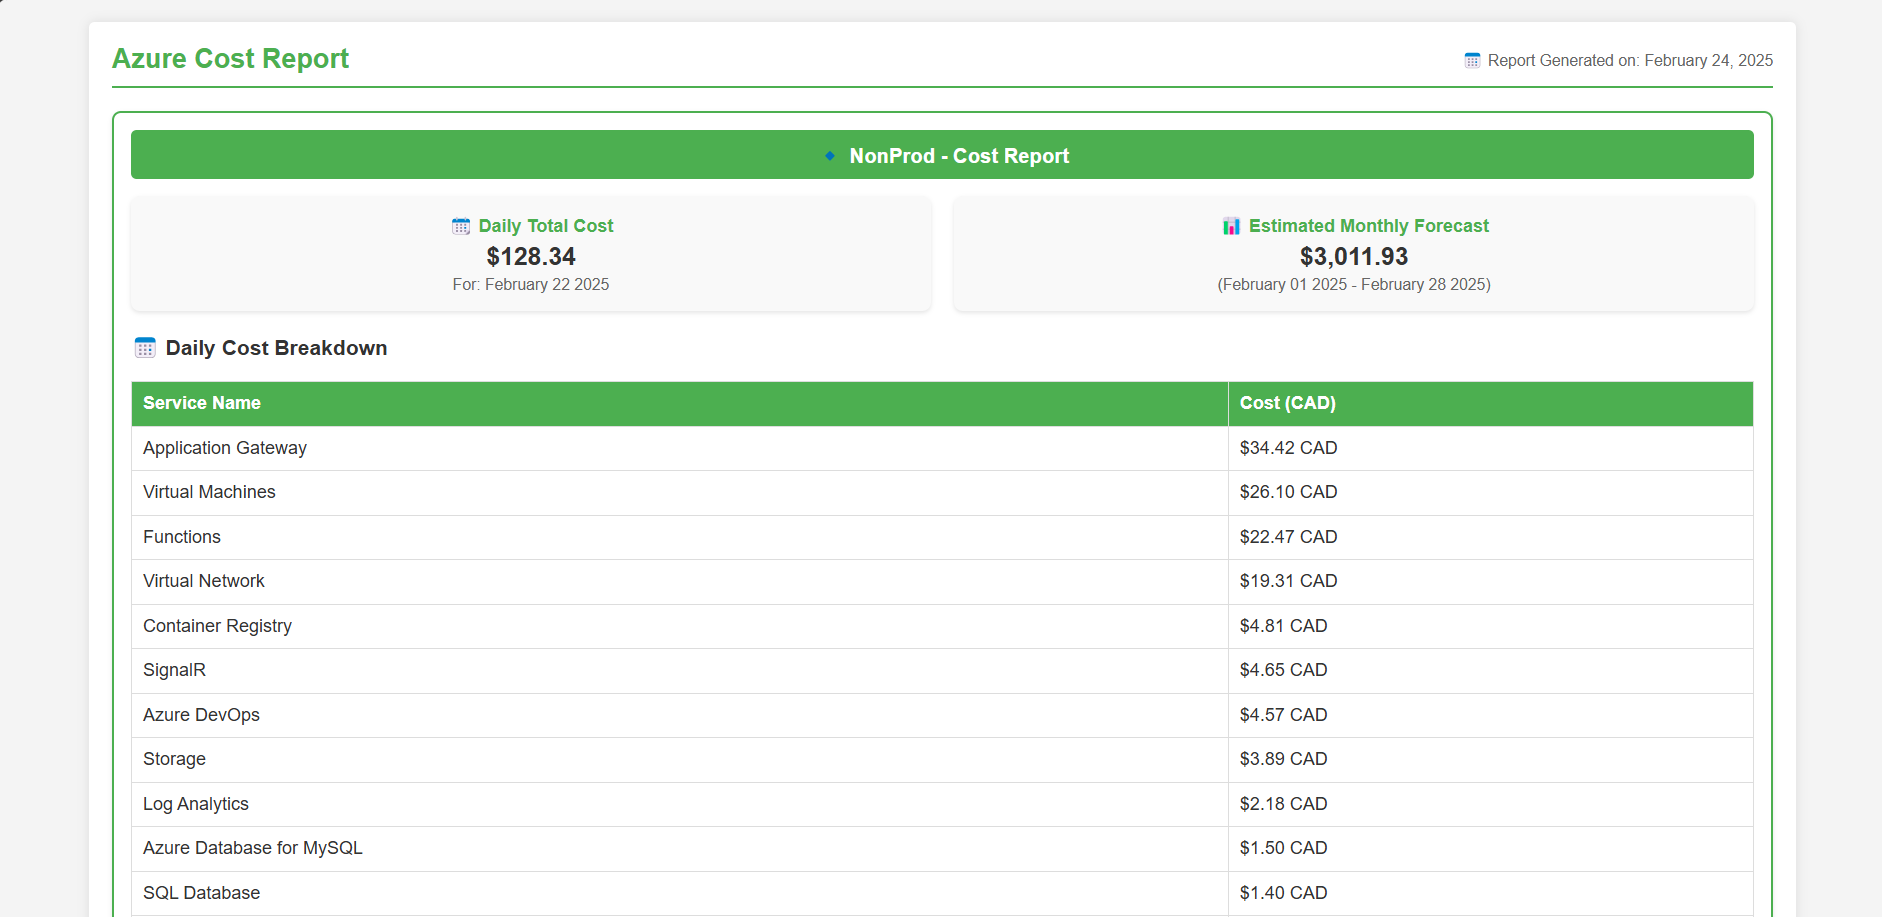 Azure Cost Report
Report Generated on: February 24, 2025
NonProd - Cost Report
Daily Total Cost
$128.34
For: February 22 2025
Estimated Monthly Forecast
$3,011.93
(February 01 2025 - February 28 2025)
Daily Cost Breakdown
Service Name Cost (CAD)
Application Gateway $34.42 CAD
Virtual Machines $26.10 CAD
Functions $22.47 CAD
Virtual Network $19.31 CAD
Container Registry $4.81 CAD
SignalR $4.65 CAD
Azure DevOps $4.57 CAD
Storage $3.89 CAD
Log Analytics $2.18 CAD
Azure Database for MySQL $1.50 CAD
SQL Database $1.40 CAD